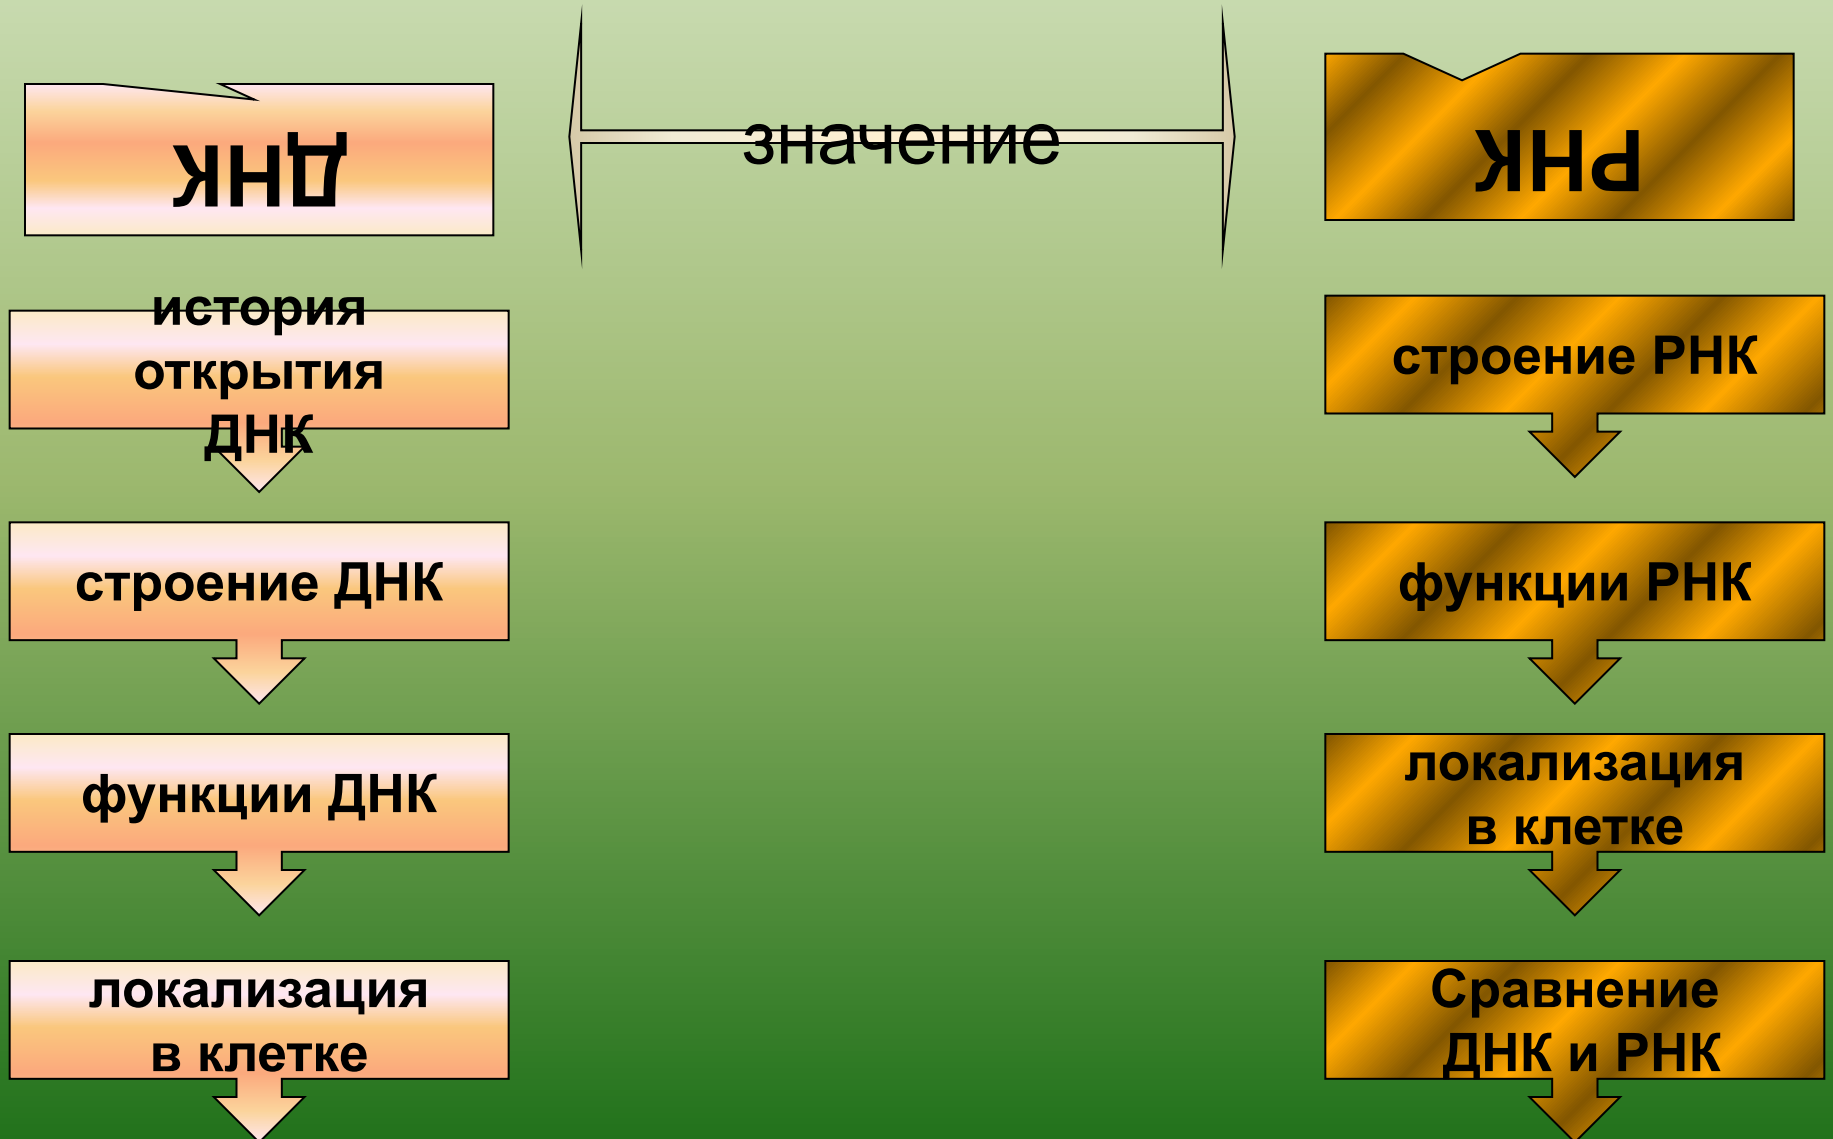 ДНК
значение
РНК
история
открытия
ДНК
строение ДНК
функции ДНК
локализация
в клетке
строение РНК
функции РНК
локализация
в клетке
Сравнение
ДНК и РНК